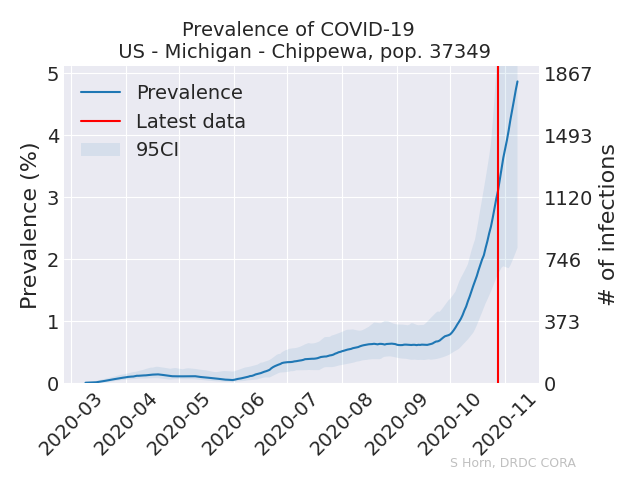 Prevalence of COVID-19
US - Michigan - Chippewa, pop. 37349
Prevalence
Latest data
95CI
Prevalence (%)
5
4
3
2
1
0
1867
1493
1120
746
373
0
# of infections
2020-03
2020-04
2020-05
2020-06
2020-07
2020-08
2020-09
2020-10
2020-11
S Horn, DRDC CORA